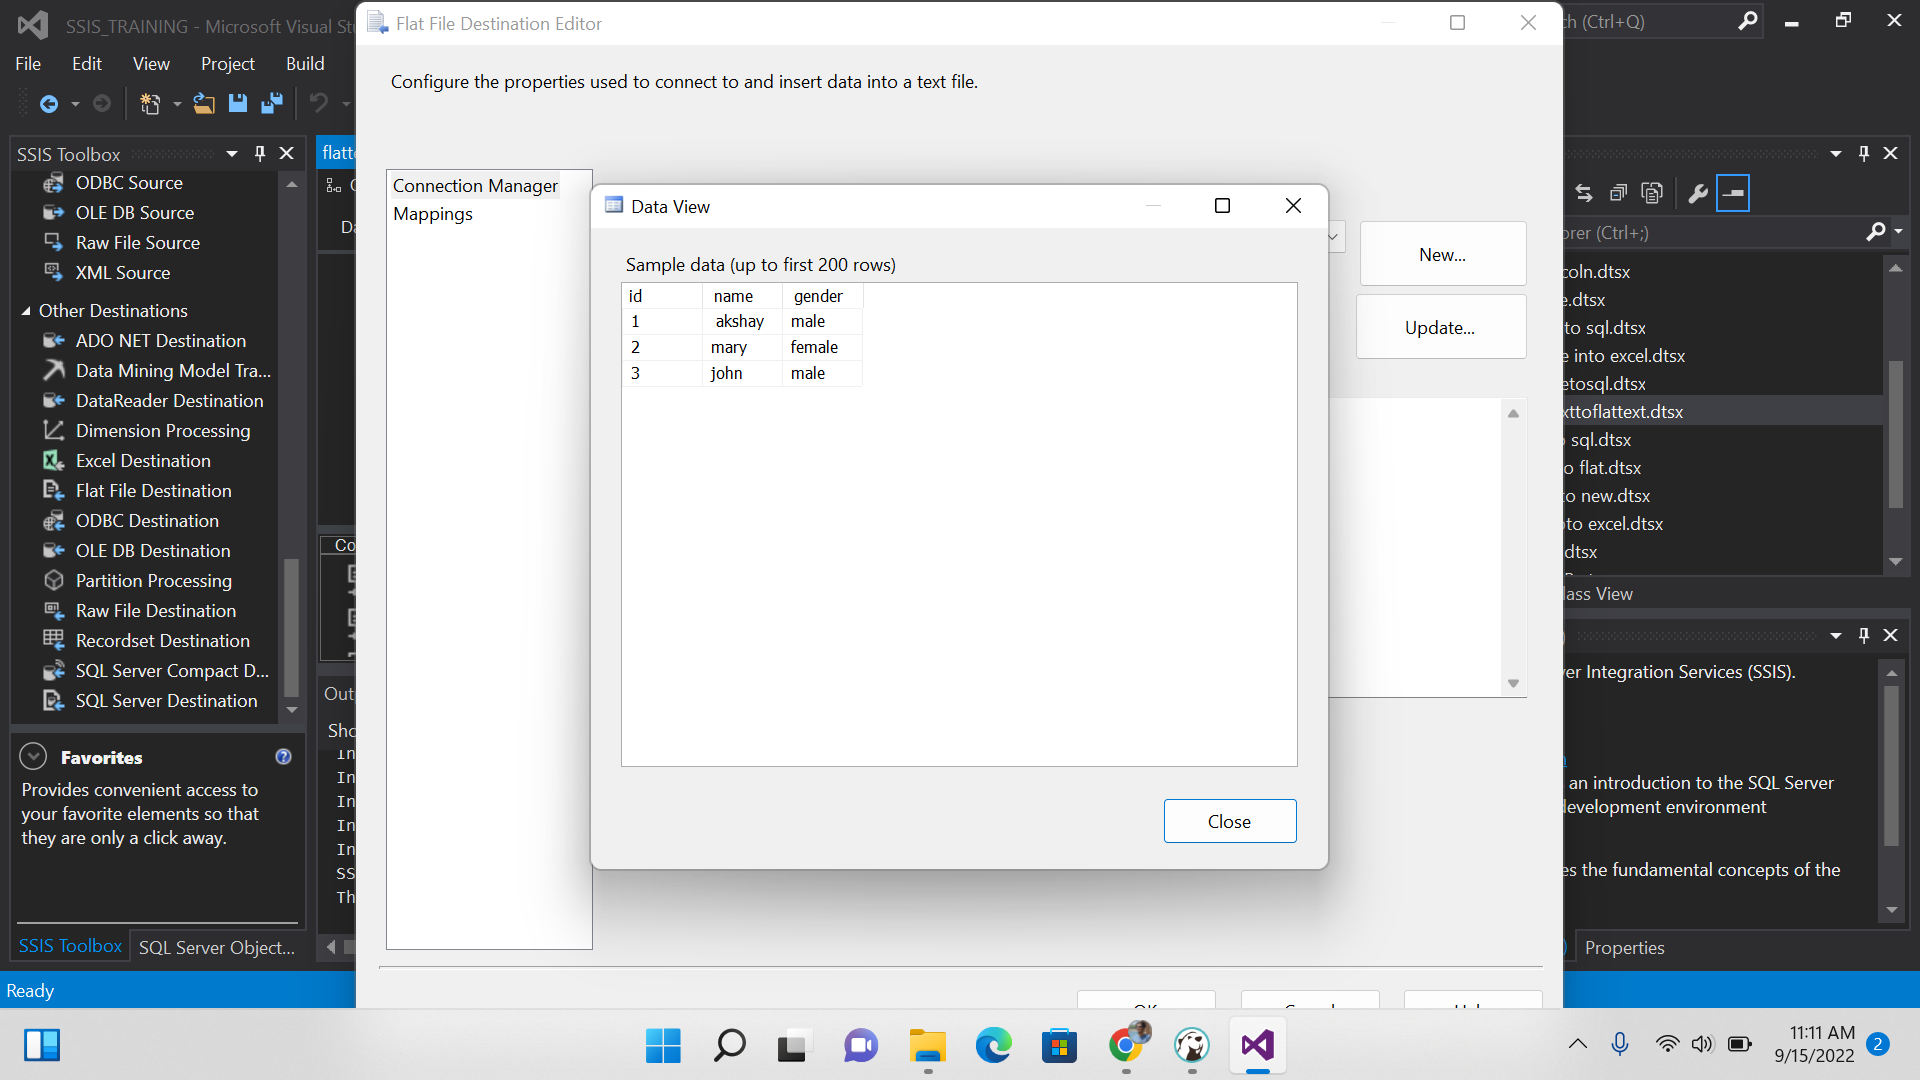 SSIS_TRAINING - Microsoft Visual St
File Edit View Project Build
SSIS Toolbox
ODBC Source
OLE DB Source
Raw File Source
XML Source
Other Destinations
ADO NET Destination
Data Mining Model Tra...
DataReader Destination
Dimension Processing
Excel Destination
Flat File Destination
ODBC Destination
OLE DB Destination
Partition Processing
Raw File Destination
Recordset Destination
SQL Server Compact D...
SQL Server Destination
Favorites
Provides convenient access to
your favorite elements so that
they are only a click away.
SSIS Toolbox SQL Server Object...
Ready
flatte
Co
Out
Sho
In
In
In
In
In
SS
Th
Flat File Destination Editor
Configure the properties used to connect to and insert data into a text file.
Connection Manager
Mappings
New...
Update...
Data View
Sample data (up to first 200 rows)
id name gender
1 akshay male
2 mary female
3 john male
Close
ch (Ctrl+Q)
orer (Ctrl+;)
coln.dtsx
e.dtsx
to sql.dtsx
e into excel.dtsx
etosql.dtsx
xttoflattext.dtsx
o sql.dtsx
o flat.dtsx
to new.dtsx
oto excel.dtsx
dtsx
lass View
er Integration Services (SSIS).
an introduction to the SQL Server
development environment
es the fundamental concepts of the
Properties
11:11 AM
9/15/2022
2